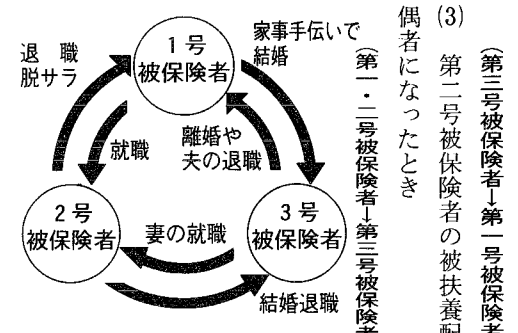 (第三号被保険者→第一号被保険者
(3) 第二号被保険者の被扶養配
偶者になったとき
(第一・二号被保険者→第三号被保険者
家事手伝いで
結婚
1号
被保険者
退 職
脱サラ
就職
離婚や
夫の退職
2号
被保険者
3号
被保険者
妻の就職
結婚退職